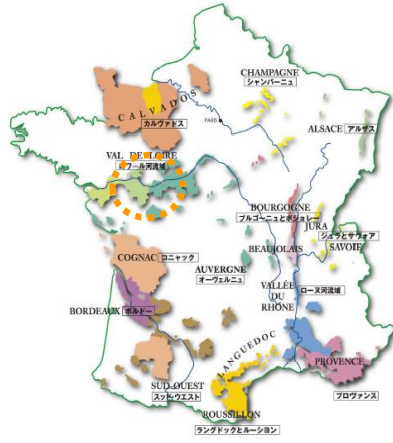 CHAMPAGNE
シャンパーニュ
CALVADOS
カルヴァドス
PARIS
ALSACE アルザス
VAL DE LOIRE
ロワール河流域
BOURGOGNE
ブルゴーニュとボジョレー
JURA
ジュラとサヴォア
SAVOIE
BEAUJOLAIS
COGNAC コニャック
AUVERGNE
オーヴェルニュ
VALLÉE
DU
RHÔNE
ローヌ河流域
BORDEAUX ボルドー
LANGUEDOC
PROVENCE
プロヴァンス
SUD-OUEST
スッド・ウエスト
ROUSSILLON
ラングドックとルーション